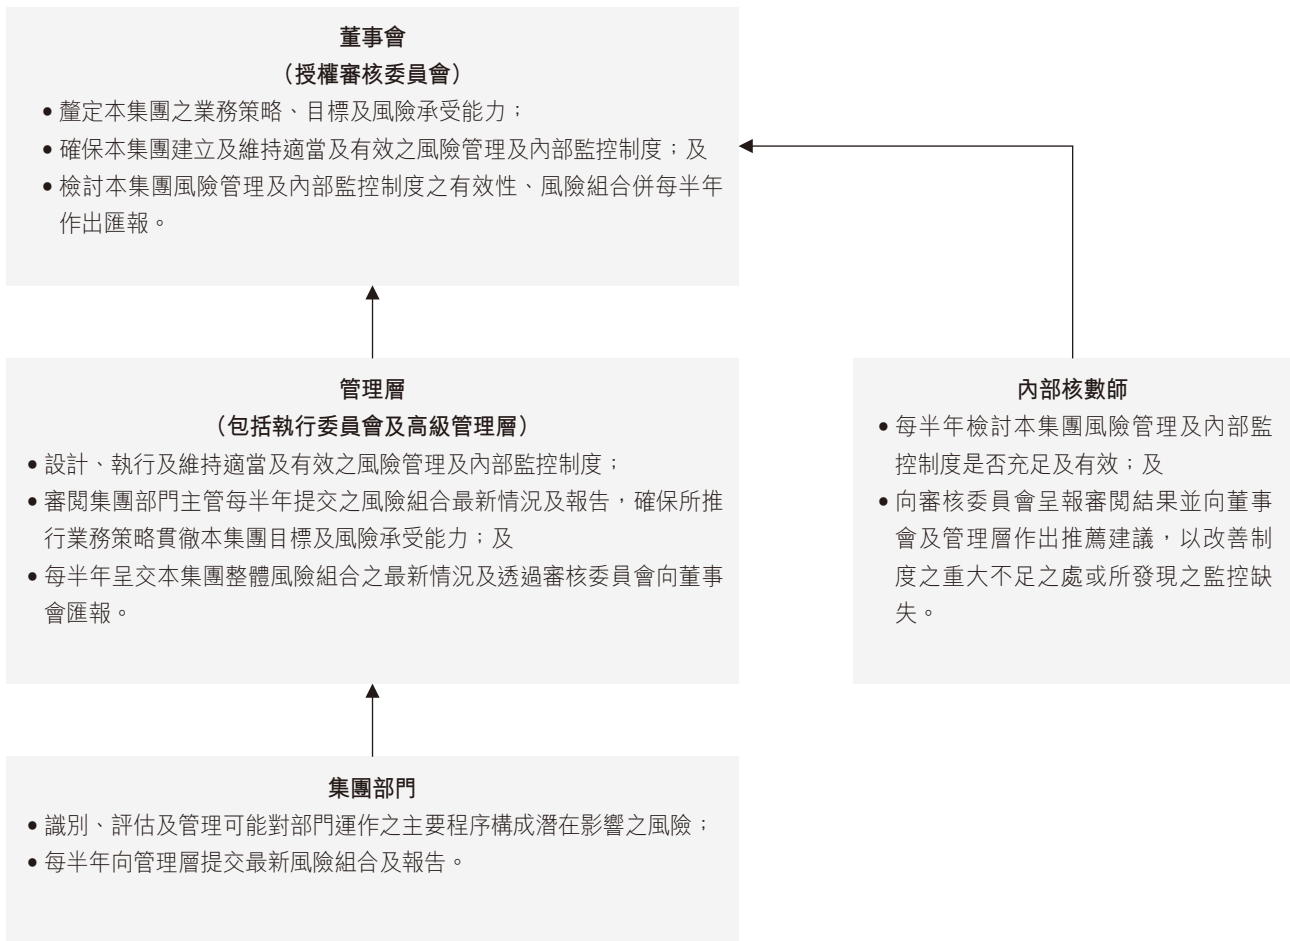 董事會
（授權審核委員會）
• 釐定本集團之業務策略、目標及風險承受能力；
• 確保本集團建立及維持適當及有效之風險管理及內部監控制度；及
• 檢討本集團風險管理及內部監控制度之有效性、風險組合併每半年
作出匯報。
管理層
（包括執行委員會及高級管理層）
• 設計、執行及維持適當及有效之風險管理及內部監控制度；
• 審閱集團部門主管每半年提交之風險組合最新情況及報告，確保所推
行業務策略貫徹本集團目標及風險承受能力；及
• 每半年呈交本集團整體風險組合之最新情況及透過審核委員會向董事
會匯報。
內部核數師
• 每半年檢討本集團風險管理及內部監
控制度是否充足及有效；及
• 向審核委員會呈報審閱結果並向董事
會及管理層作出推薦建議，以改善制
度之重大不足之處或所發現之監控缺
失。
集團部門
• 識別、評估及管理可能對部門運作之主要程序構成潛在影響之風險；
• 每半年向管理層提交最新風險組合及報告。